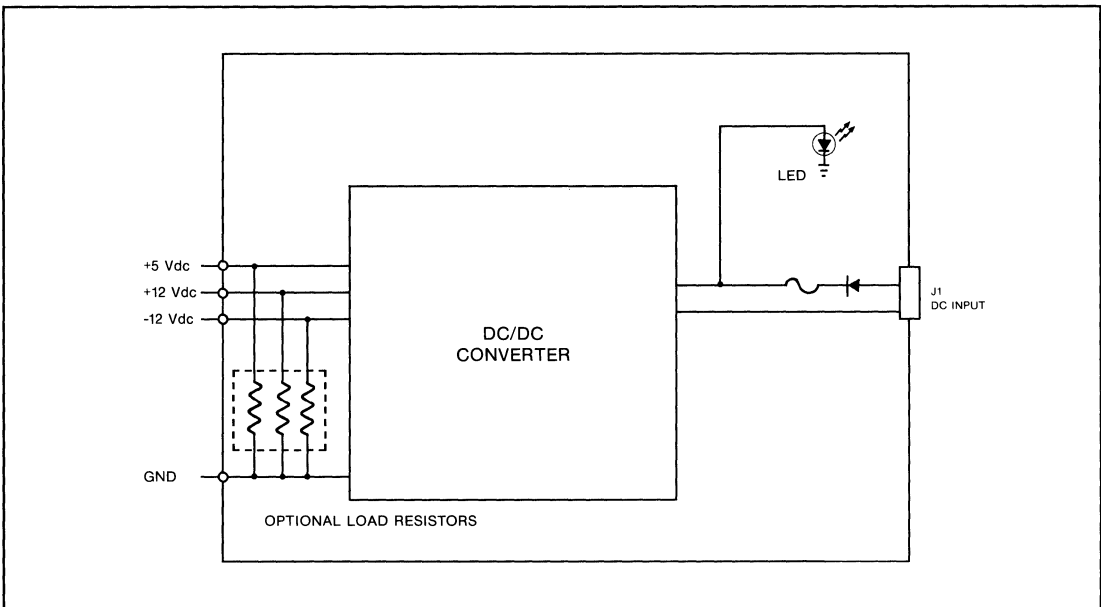 LED
+5 Vdc
+12 Vdc
-12 Vdc
J1
DC INPUT
DC/DC
CONVERTER
GND
OPTIONAL LOAD RESISTORS